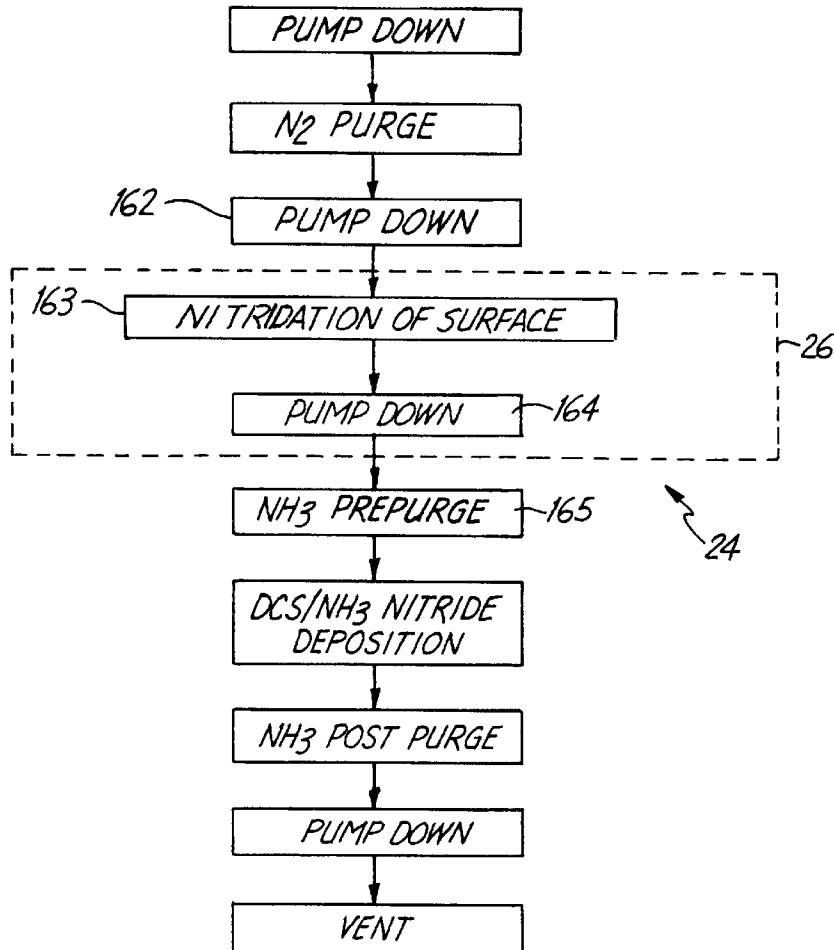 PUMP DOWN
N2 PURGE
162
PUMP DOWN
163
NITRIDATION OF SURFACE
26
PUMP DOWN
164
NH3 PREPURGE
165
24
DCS/NH3 NITRIDE
DEPOSITION
NH3 POST PURGE
PUMP DOWN
VENT